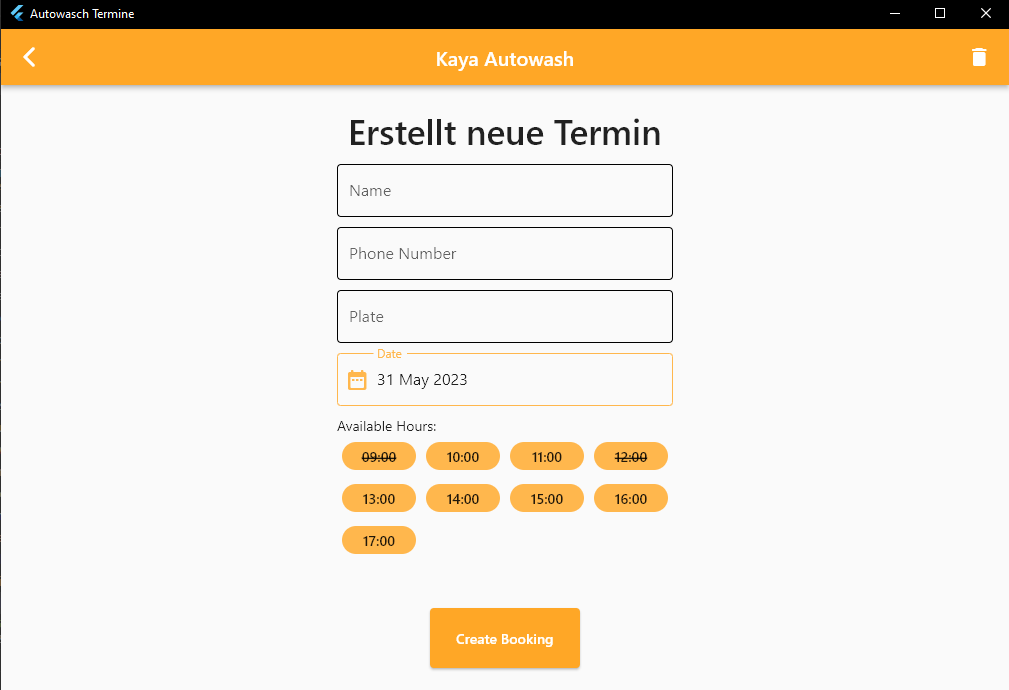 Autowasch Termine
Kaya Autowash
Erstellt neue Termin
Name
Phone Number
Plate
Date
31 May 2023
Available Hours:
09:00 10:00 11:00 12:00
13:00 14:00 15:00 16:00
17:00
Create Booking